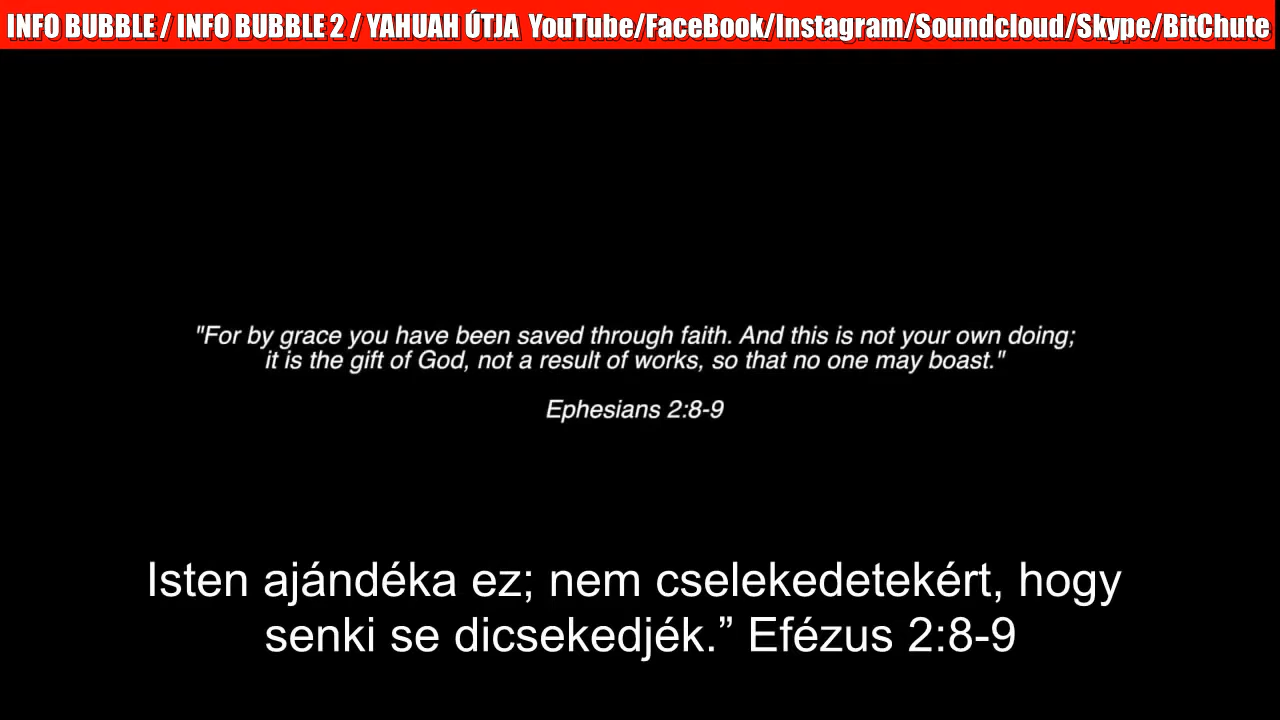 INFO BUBBLE / INFO BUBBLE 2 / YAHUAH ÚTJA YouTube/FaceBook/Instagram/Soundcloud/Skype/BitChute
"For by grace you have been saved through faith. And this is not your own doing;
it is the gift of God, not a result of works, so that no one may boast."
Ephesians 2:8-9
Isten ajándéka ez; nem cselekedetekért, hogy
senki se dicsekedjék.” Efézus 2:8-9